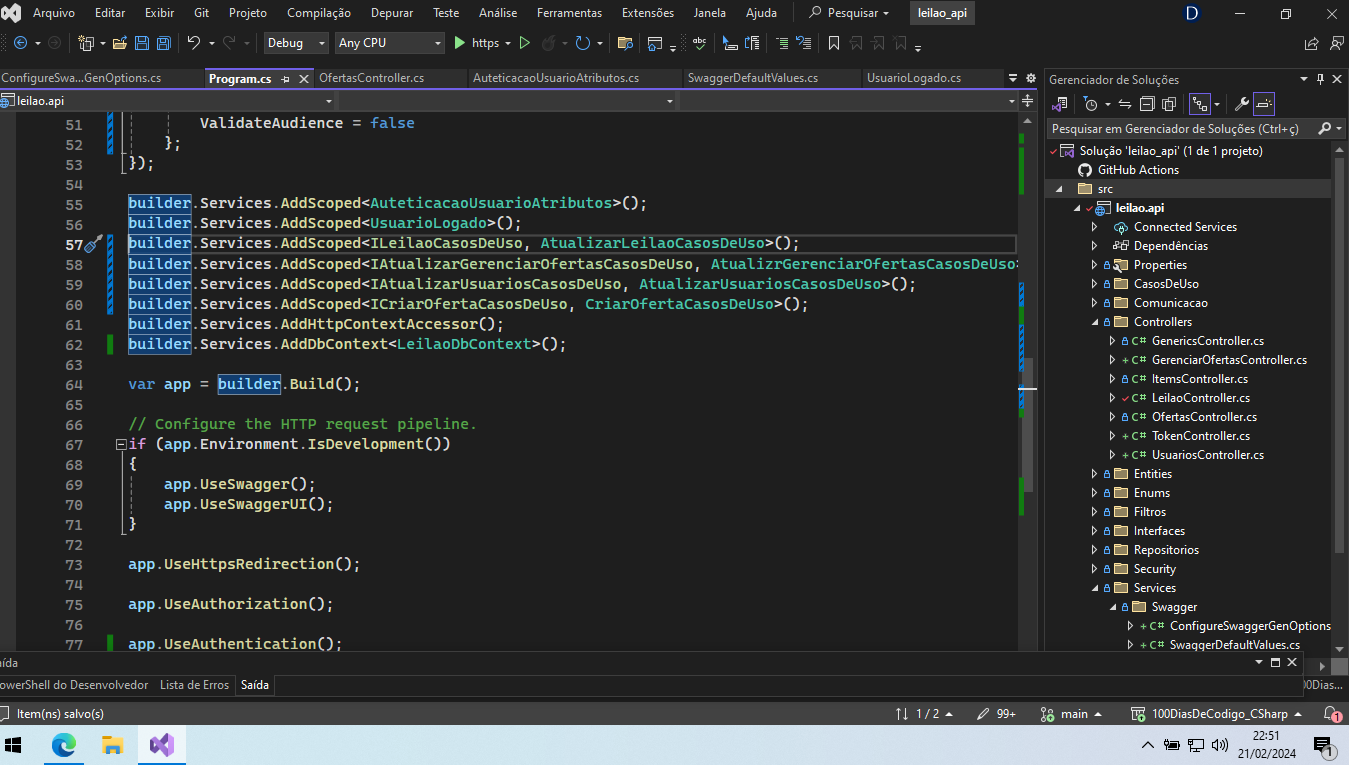 Arquivo Editar Exibir Git Projeto Compilação Depurar Teste Análise Ferramentas Extensões Janela Ajuda Pesquisar leilao_api D
Debug Any CPU https
ConfigureSwa...GenOptions.cs Program.cs OfertasController.cs AuteticacaoUsuarioAtributos.cs SwaggerDefaultValues.cs UsuarioLogado.cs
leilao.api
51 ValidateAudience = false
52 };
53 });
54
55 builder.Services.AddScoped<AuteticacaoUsuarioAtributos>();
56 builder.Services.AddScoped<UsuarioLogado>();
57 builder.Services.AddScoped<ILeilaoCasosDeUso, AtualizarLeilaoCasosDeUso>();
58 builder.Services.AddScoped<IAtualizarGerenciarOfertasCasosDeUso, AtualizrGerenciarOfertasCasosDeUso>
59 builder.Services.AddScoped<IAtualizarUsuariosCasosDeUso, AtualizarUsuariosCasosDeUso>();
60 builder.Services.AddScoped<ICriarOfertaCasosDeUso, CriarOfertaCasosDeUso>();
61 builder.Services.AddHttpContextAccessor();
62 builder.Services.AddDbContext<LeilaoDbContext>();
63
64 var app = builder.Build();
65
66 // Configure the HTTP request pipeline.
67 if (app.Environment.IsDevelopment())
68 {
69 app.UseSwagger();
70 app.UseSwaggerUI();
71 }
72
73 app.UseHttpsRedirection();
74
75 app.UseAuthorization();
76
77 app.UseAuthentication();
Gerenciador de Soluções
Pesquisar em Gerenciador de Soluções (Ctrl+ç)
Solução 'leilao_api' (1 de 1 projeto)
GitHub Actions
src
leilao.api
Connected Services
Dependências
Properties
CasosDeUso
Comunicacao
Controllers
C# GenericsController.cs
+ C# GerenciarOfertasController.cs
C# ItemsController.cs
C# LeilaoController.cs
C# OfertasController.cs
+ C# TokenController.cs
+ C# UsuariosController.cs
Entities
Enums
Filtros
Interfaces
Repositorios
Security
Services
Swagger
+ C# ConfigureSwaggerGenOptions
+ C# SwaggerDefaultValues.cs
aída
owerShell do Desenvolvedor Lista de Erros Saída
00Dias...
Item(ns) salvo(s) 1 / 2 99+ main 100DiasDeCodigo_CSharp 1
22:51
21/02/2024
1